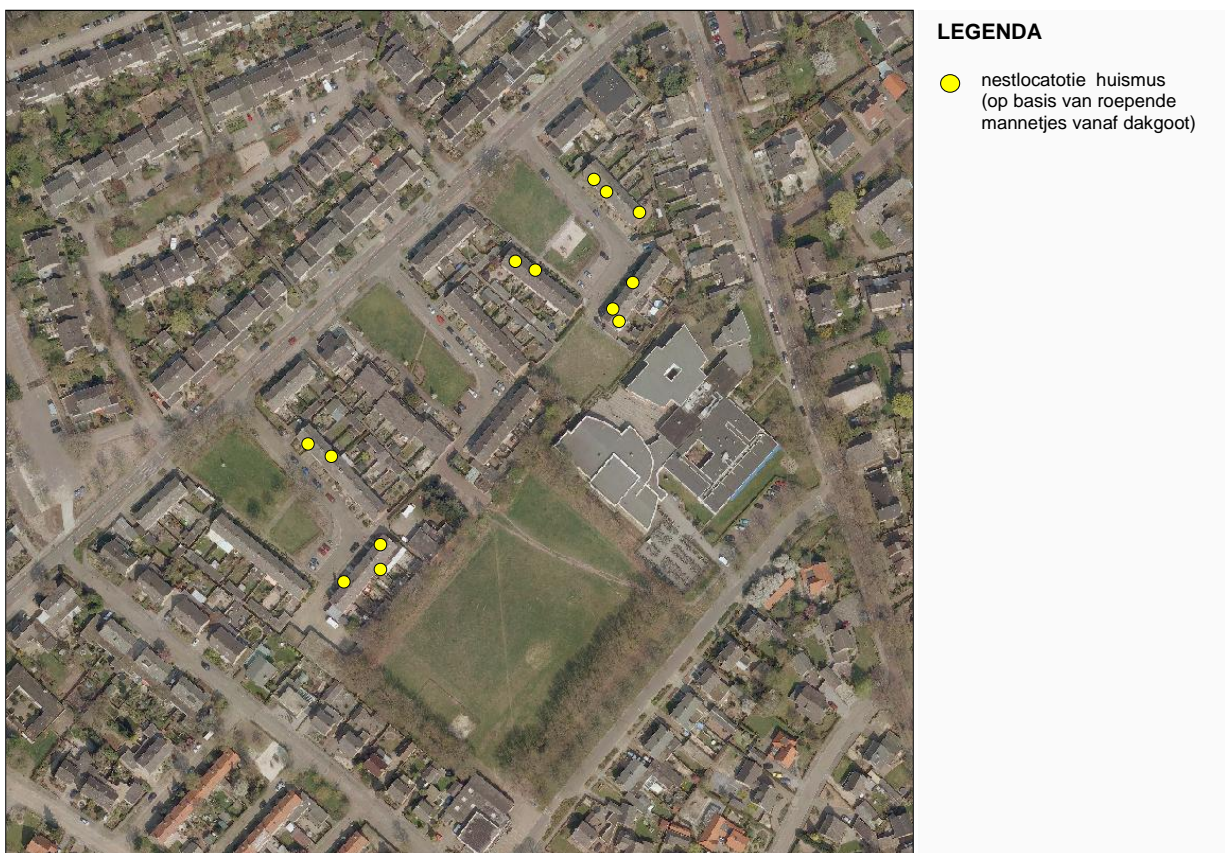 LEGENDA
nestlocatotie huismus
(op basis van roepende
mannetjes vanaf dakgoot)